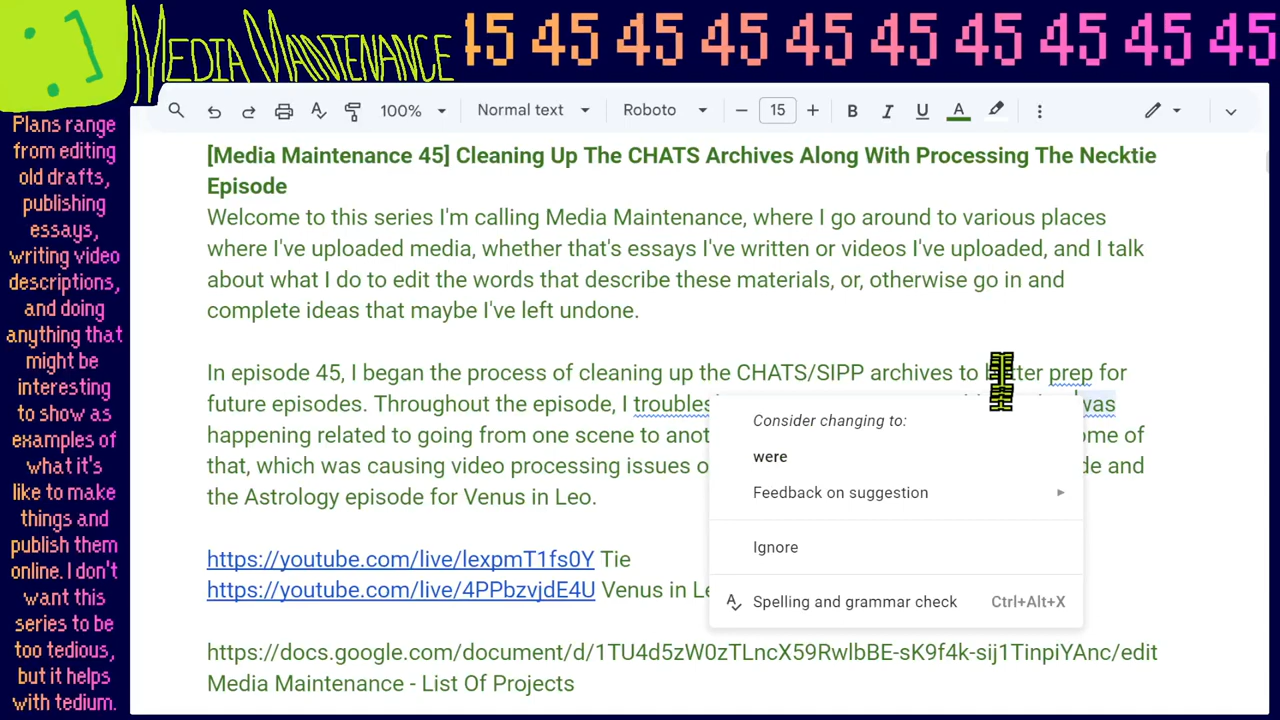 MEDIA MAINTENANCE
45 45 45 45 45 45 45 45 45 45
Plans range
from editing
old drafts,
publishing
essays,
writing video
descriptions,
and doing
anything that
might be
interesting
to show as
examples of
what it's
like to make
things and
publish them
online. I don't
want this
series to be
too tedious,
but it helps
with tedium.
100% Normal text Roboto 15 B I U A
[Media Maintenance 45] Cleaning Up The CHATS Archives Along With Processing The Necktie
Episode
Welcome to this series I'm calling Media Maintenance, where I go around to various places
where I've uploaded media, whether that's essays I've written or videos I've uploaded, and I talk
about what I do to edit the words that describe these materials, or, otherwise go in and
complete ideas that maybe I've left undone.
In episode 45, I began the process of cleaning up the CHATS/SIPP archives to prep for
future episodes. Throughout the episode, I was
happening related to going from one scene to of
that, which was causing video processing issues and
the Astrology episode for Venus in Leo.
https://youtube.com/live/lexpmT1fs0Y Tie
https://youtube.com/live/4PPbzvjdE4U Venus in
https://docs.google.com/document/d/1TU4d5zW0zTLncX59RwlbBE-sK9f4k-sij1TinpiYAnc/edit
Media Maintenance - List Of Projects
Consider changing to:
were
Feedback on suggestion
Ignore
Spelling and grammar check Ctrl+Alt+X